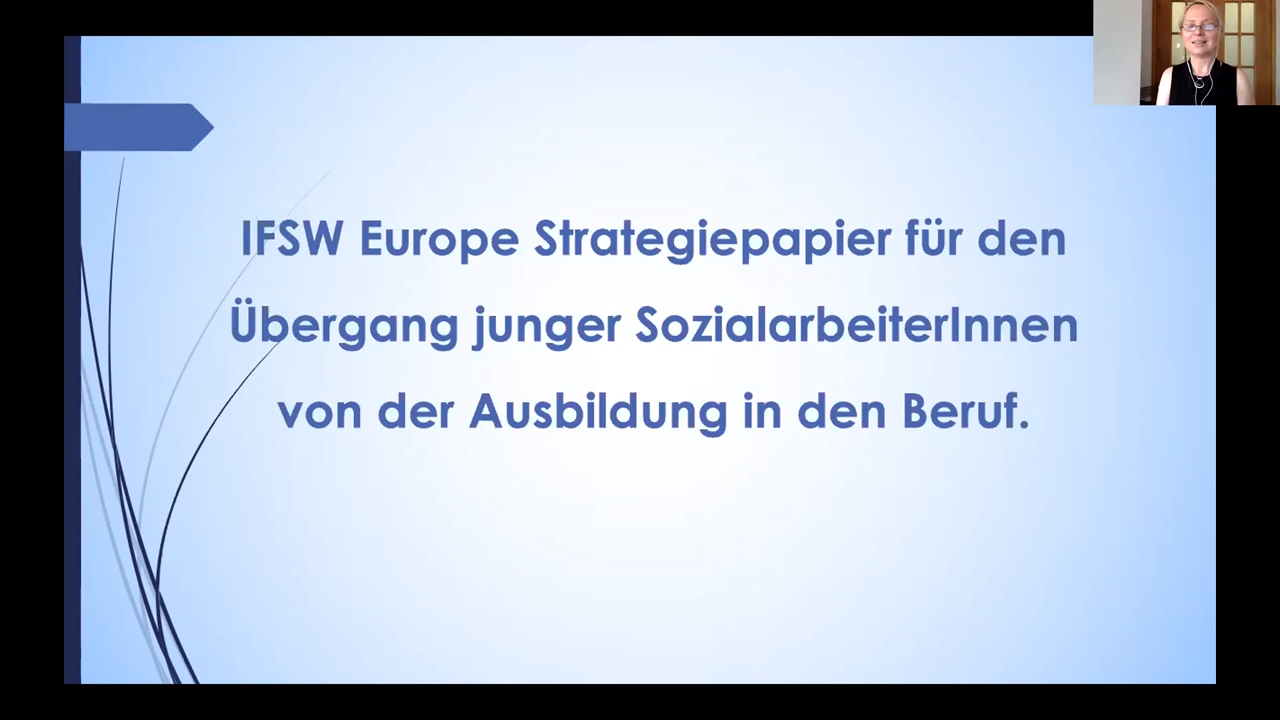 IFSW Europe Strategiepapier für den
Übergang junger SozialarbeiterInnen
von der Ausbildung in den Beruf.